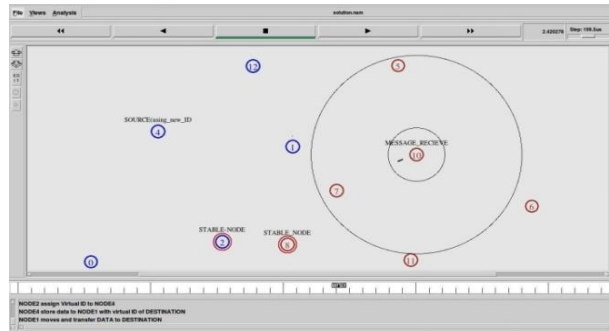 File Views Analysis
solution.nam
2.429276
Step: 199.5us
12
5
SOURCE(using_new_ID
4
1
MESSAGE_RECIEVE
10
7
6
STABLE-NODE
2
STABLE_NODE
8
0
11
NODE2 assign Virtual ID to NODE4
NODE4 store data to NODE1 with virtual ID of DESTINATION
NODE1 moves and transfer DATA to DESTINATION